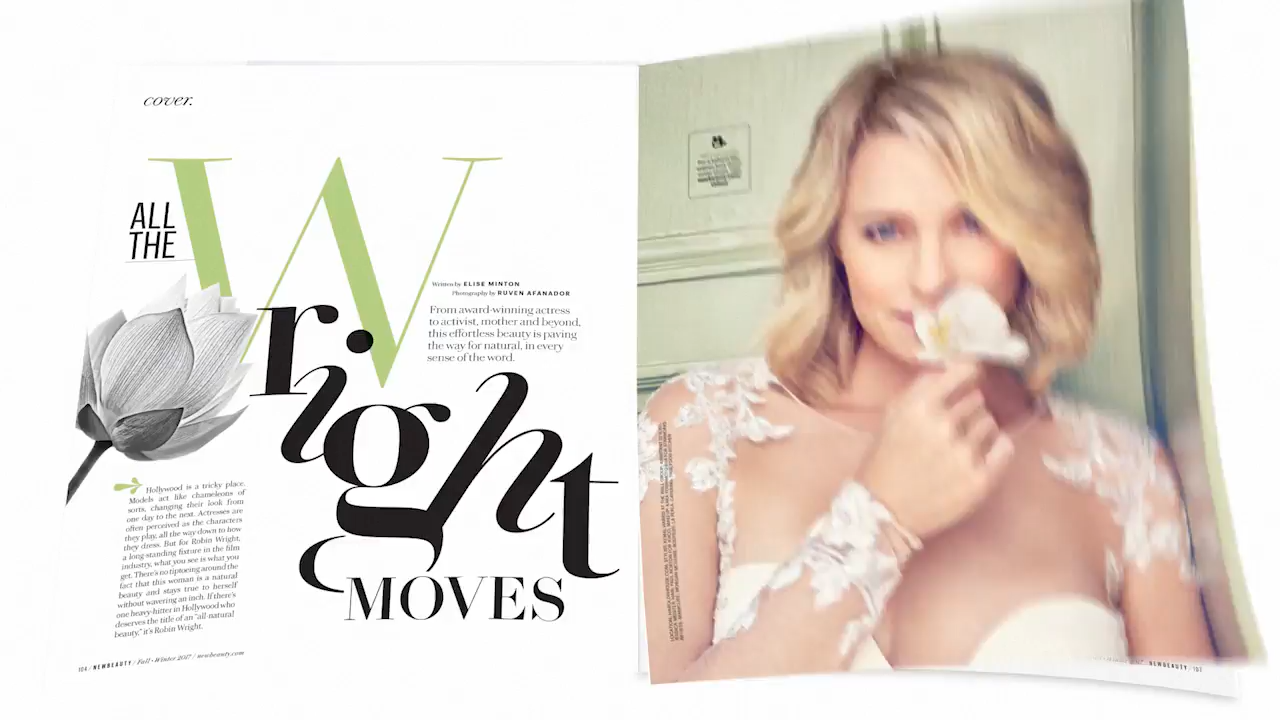 cover.
ALL
THE
Wright
MOVES
Written by ELISE MINTON
Photography by RUVEN AFANADOR
From award-winning actress
to activist, mother and beyond,
this effortless beauty is paving
the way for natural, in every
sense of the word.
Hollywood is a tricky place.
Models act like chameleons of
sorts, changing their look from
one day to the next. Actresses are
often perceived as the characters
they play, all the way down to how
they dress. But for Robin Wright,
a long-standing fixture in the film
industry, what you see is what you
get. There's no tiptoeing around the
fact that this woman is a natural
beauty and stays true to herself
without wavering an inch. If there's
one heavy-hitter in Hollywood who
deserves the title of an "all-natural
beauty," it's Robin Wright.
104 / NEWBEAUTY / Fall-Winter 2017 / newbeauty.com
NEWBEAUTY / 107